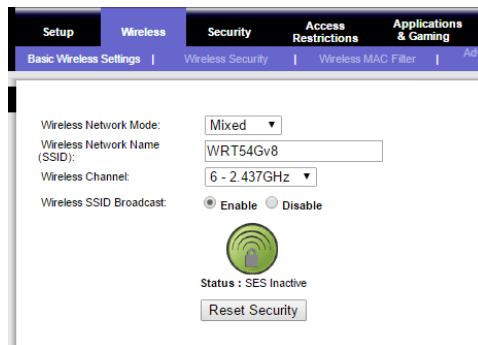 Setup Wireless Security Access Restrictions Applications & Gaming
Basic Wireless Settings | Wireless Security | Wireless MAC Filter |
Wireless Network Mode: Mixed
Wireless Network Name (SSID): WRT54Gv8
Wireless Channel: 6 - 2.437GHz
Wireless SSID Broadcast: Enable Disable
Status : SES Inactive
Reset Security